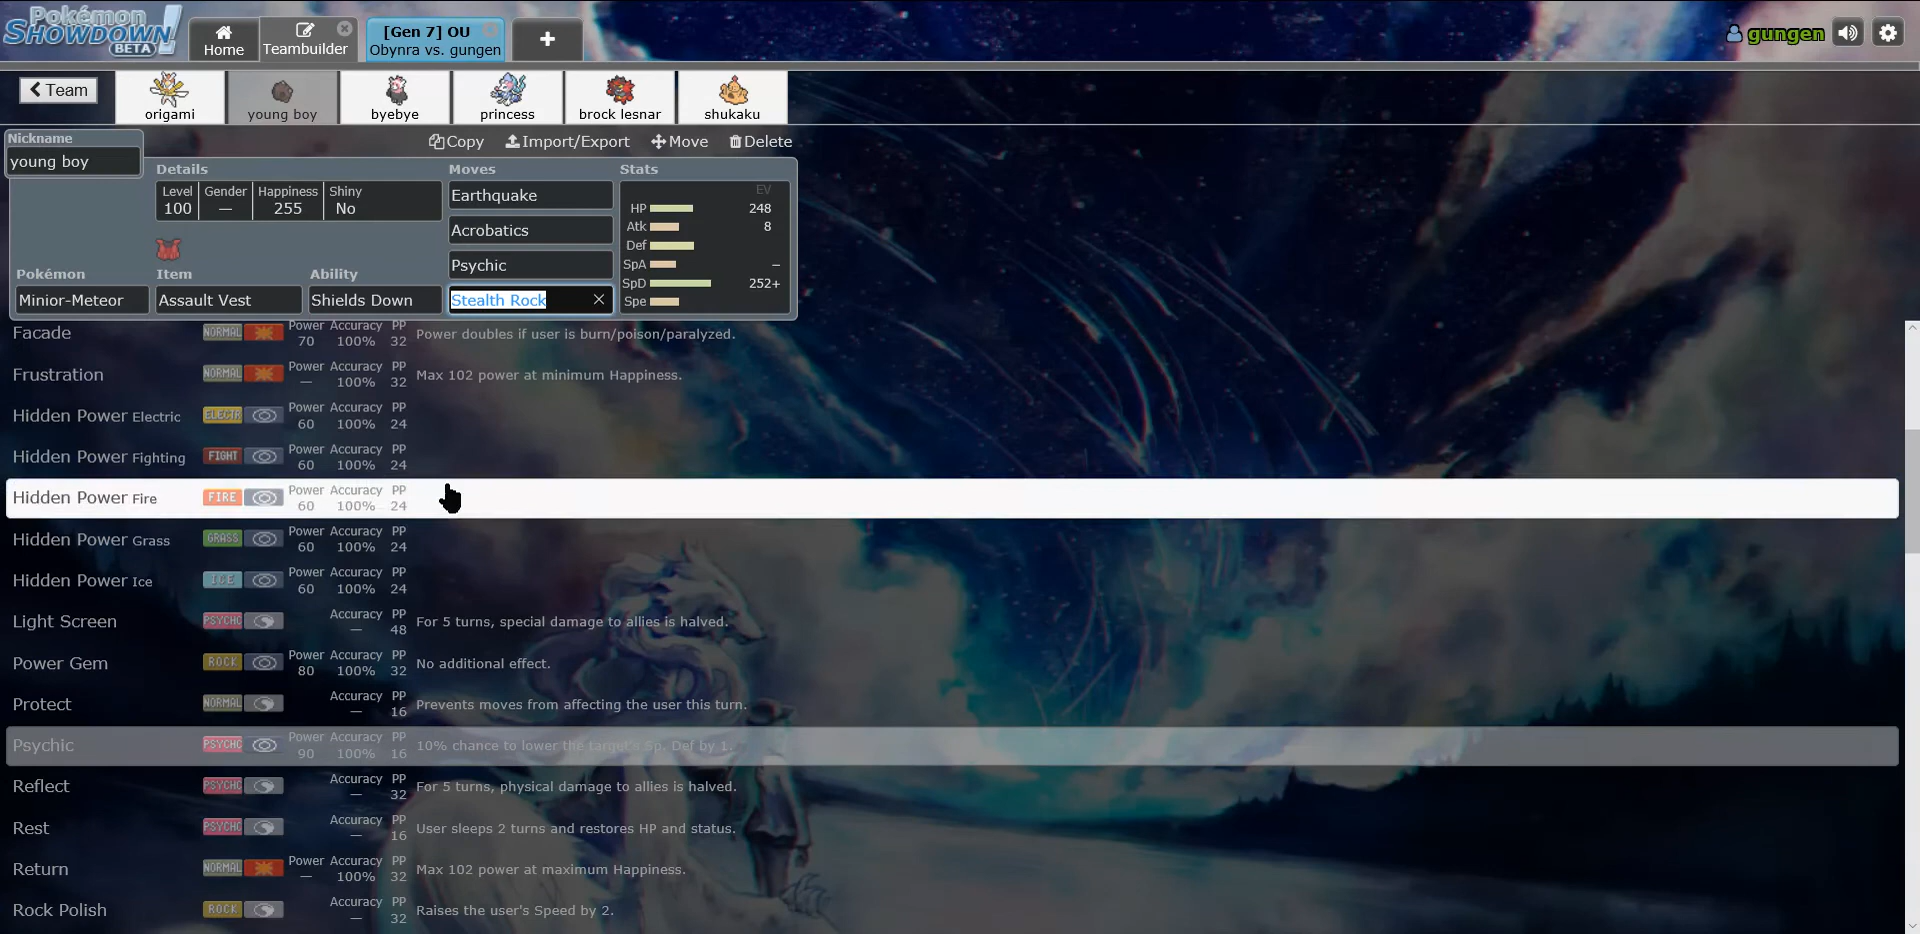 Pokémon
SHOWDOWN!
BETA
Home
Teambuilder
[Gen 7] OU
Obynra vs. gungen
gungen
Team
origami
young boy
byebye
princess
brock lesnar
shukaku
Nickname
young boy
Copy
Import/Export
Move
Delete
Details
Moves
Stats
Level
Gender
Happiness
Shiny
100
—
255
No
Earthquake
Acrobatics
Psychic
Stealth Rock
EV
HP 248
Atk 8
Def
SpA –
SpD 252+
Spe
Pokémon
Item
Ability
Minior-Meteor
Assault Vest
Shields Down
Facade NORMAL Power 70 Accuracy 100% PP 32 Power doubles if user is burn/poison/paralyzed.
Frustration NORMAL Power — Accuracy 100% PP 32 Max 102 power at minimum Happiness.
Hidden Power Electric ELECTR Power 60 Accuracy 100% PP 24
Hidden Power Fighting FIGHT Power 60 Accuracy 100% PP 24
Hidden Power Fire FIRE Power 60 Accuracy 100% PP 24
Hidden Power Grass GRASS Power 60 Accuracy 100% PP 24
Hidden Power Ice ICE Power 60 Accuracy 100% PP 24
Light Screen PSYCHC Accuracy — PP 48 For 5 turns, special damage to allies is halved.
Power Gem ROCK Power 80 Accuracy 100% PP 32 No additional effect.
Protect NORMAL Accuracy — PP 16 Prevents moves from affecting the user this turn.
Psychic PSYCHC Power 90 Accuracy 100% PP 16 10% chance to lower the target's Sp. Def by 1.
Reflect PSYCHC Accuracy — PP 32 For 5 turns, physical damage to allies is halved.
Rest PSYCHC Accuracy — PP 16 User sleeps 2 turns and restores HP and status.
Return NORMAL Power — Accuracy 100% PP 32 Max 102 power at maximum Happiness.
Rock Polish ROCK Accuracy — PP 32 Raises the user's Speed by 2.